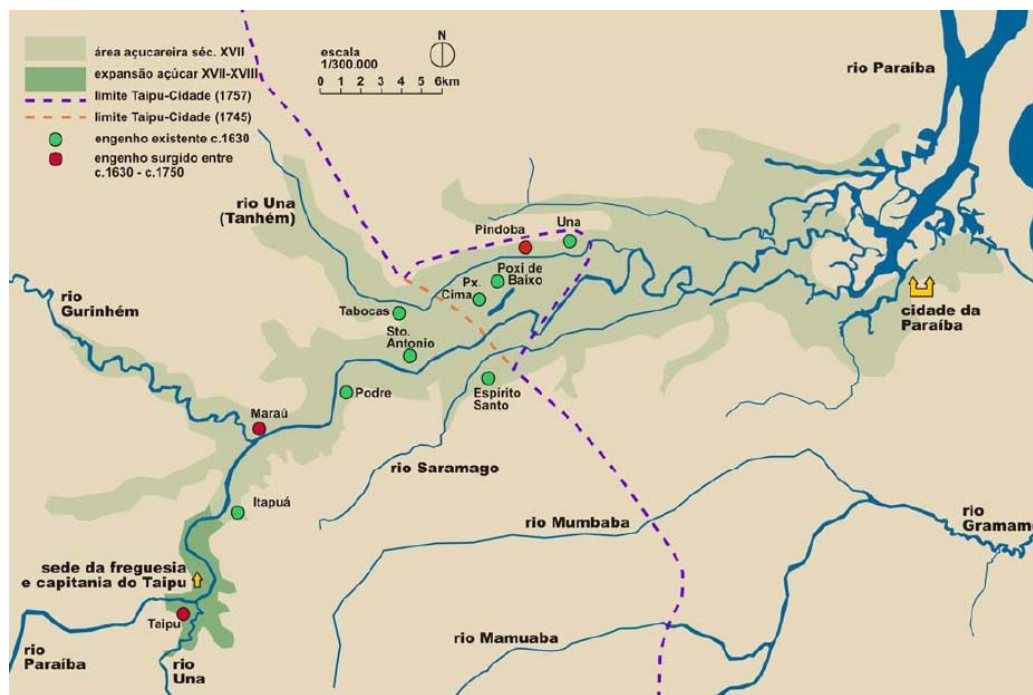 área açucareira séc. XVII
expansão açúcar XVII-XVIII
limite Taipu-Cidade (1757)
limite Taipu-Cidade (1745)
engenho existente c.1630
engenho surgido entre
c.1630 - c.1750
escala
1/300.000
0 1 2 3 4 6km
N
rio Paraíba
rio Una
(Tanhém)
Pindoba
Una
Poxi de
Baixo
Px.
Cima
rio
Gurinhém
Tabocas
Sto.
Antonio
cidade da
Paraíba
Podre
Espírito
Santo
Maraú
rio Saramago
Itapuá
rio Mumbaba
rio
Gramame
sede da freguesia
e capitania do Taipu
Taipu
rio Mamuaba
rio
Paraíba
rio
Una